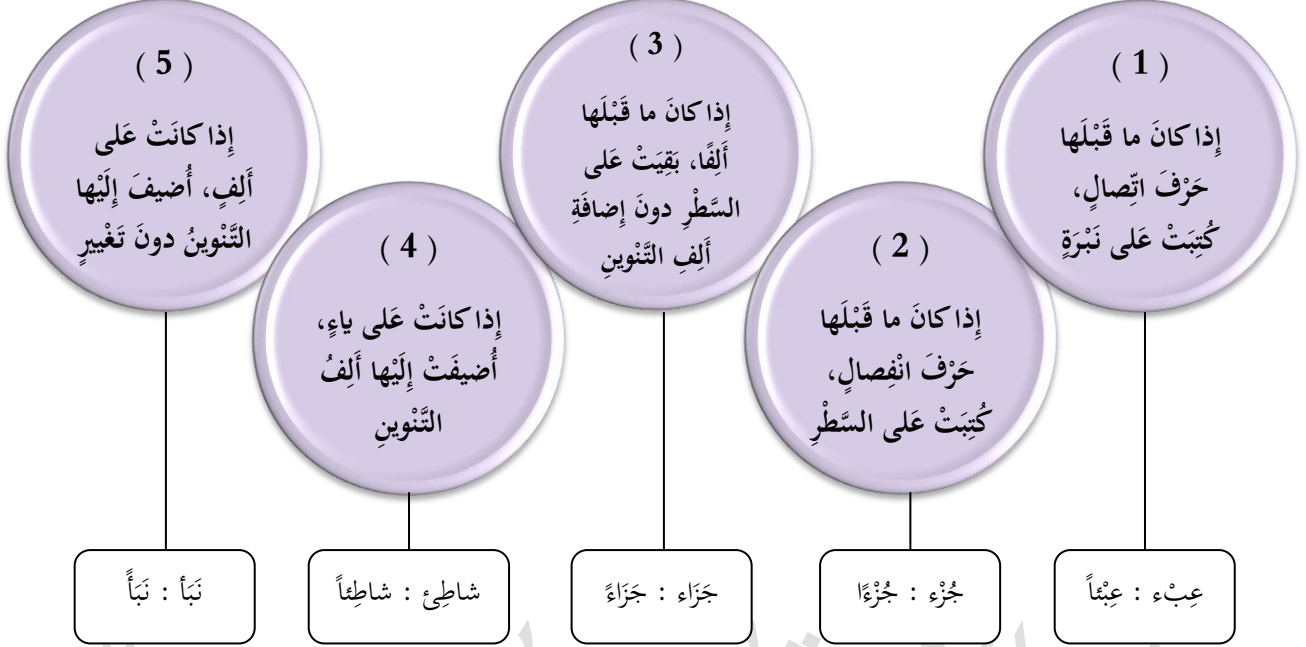 ( 1 )
إِذا كانَ ما قَبْلَها
حَرْفَ اتِّصالٍ،
كُتِبَتْ عَلى نَبْرَةٍ
( 2 )
إِذا كانَ ما قَبْلَها
حَرْفَ انْفِصالٍ،
كُتِبَتْ عَلى السَّطْرِ
( 3 )
إِذا كانَ ما قَبْلَها
أَلِفًا، بَقِيَتْ عَلى
السَّطْرِ دونَ إِضافَةِ
أَلِفِ التَّنْوينِ
( 4 )
إِذا كانَتْ عَلى ياءٍ،
أُضيفَتْ إِلَيْها أَلِفُ
التَّنْوينِ
( 5 )
إِذا كانَتْ عَلى
أَلِفٍ، أُضيفَ إِلَيْها
التَّنْوينُ دونَ تَغْييرٍ
عِبْء : عِبْئاً
جُزْء : جُزْءًا
جَزَاء : جَزَاءً
شاطِئ : شاطِئاً
نَبَأ : نَبَأً